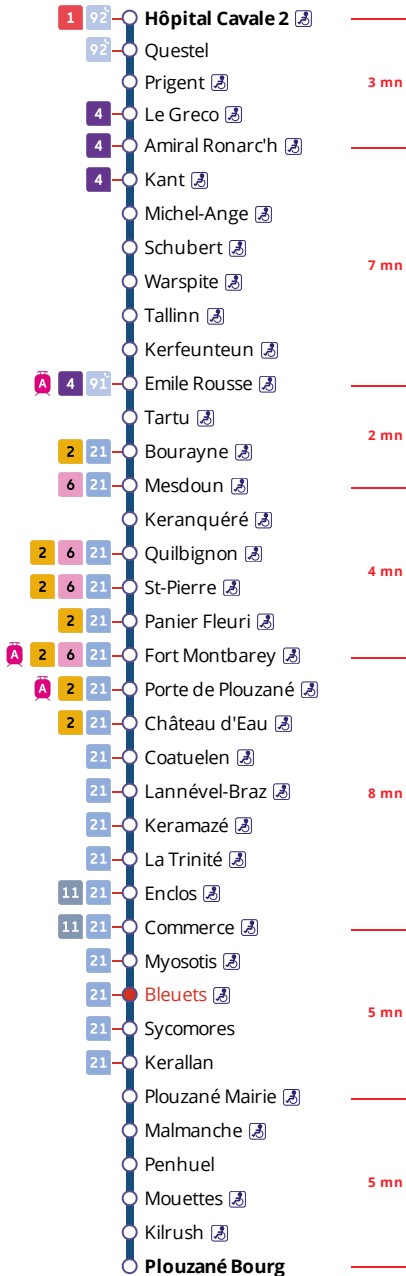 1 92 Hôpital Cavale 2
92 Questel
Prigent
3 mn
4 Le Greco
4 Amiral Ronarc'h
4 Kant
Michel-Ange
Schubert
7 mn
Warspite
Tallinn
Kerfeunteun
A 4 91 Emile Rousse
Tartu
2 mn
2 21 Bourayne
6 21 Mesdoun
Keranquéré
2 6 21 Quilbignon
4 mn
2 6 21 St-Pierre
2 21 Panier Fleuri
A 2 6 21 Fort Montbarey
A 2 21 Porte de Plouzané
2 21 Château d'Eau
21 Coatuelen
21 Lannével-Braz
8 mn
21 Keramazé
21 La Trinité
11 21 Enclos
11 21 Commerce
21 Myosotis
21 Bleuets
5 mn
21 Sycomores
21 Kerallan
Plouzané Mairie
Malmanche
Penhuel
5 mn
Mouettes
Kilrush
Plouzané Bourg